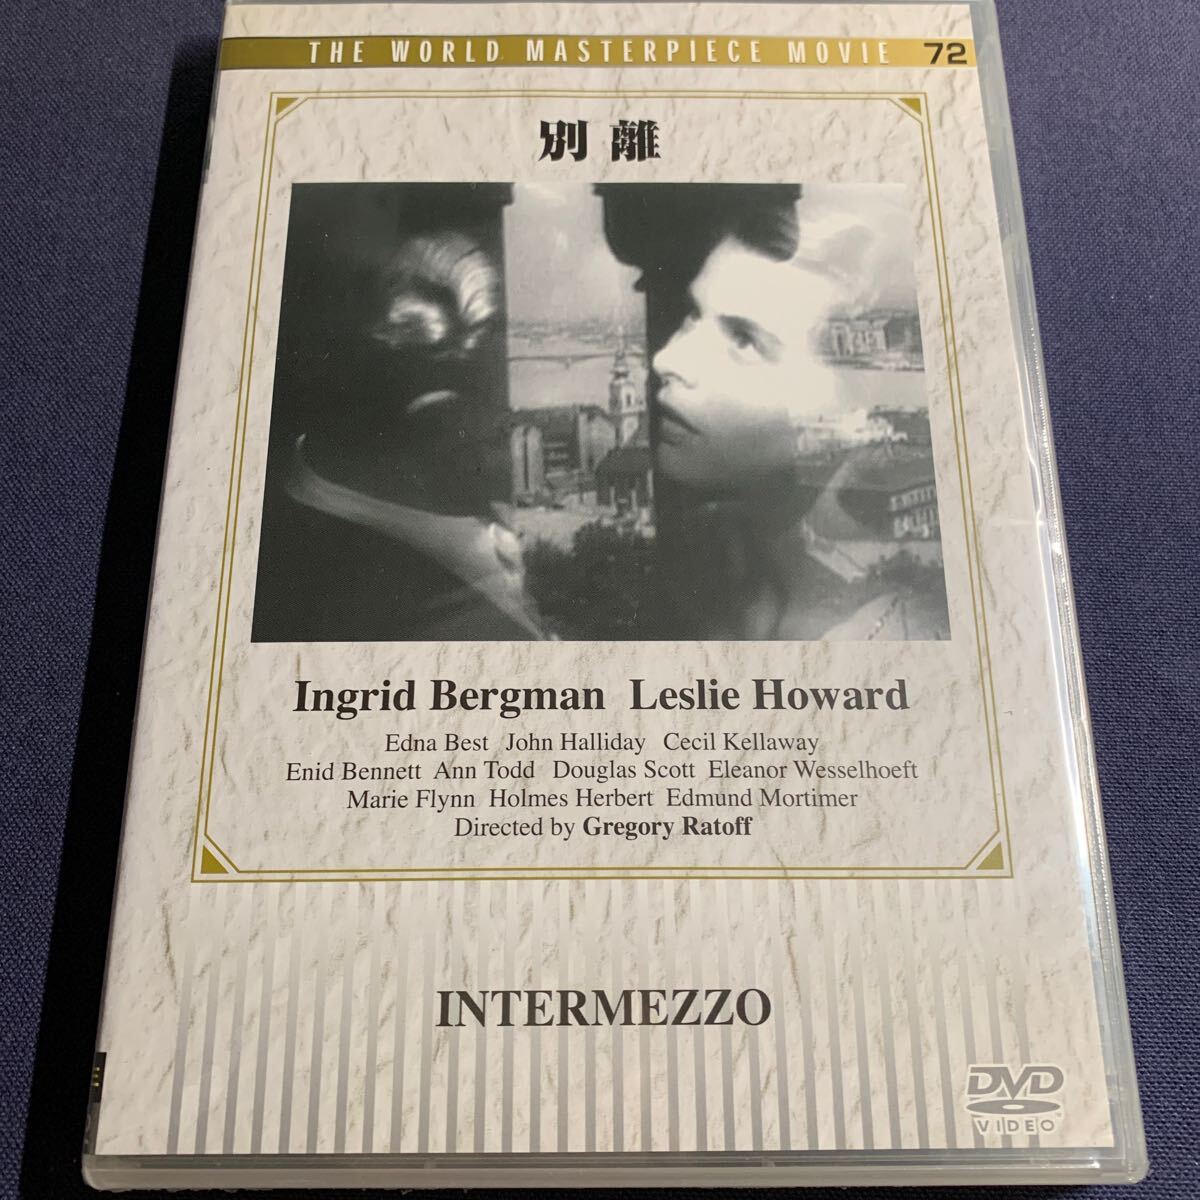 THE WORLD MASTERPIECE MOVIE 72
別離
Ingrid Bergman Leslie Howard
Edna Best John Halliday Cecil Kellaway
Enid Bennett Ann Todd Douglas Scott Eleanor Wesselhoeft
Marie Flynn Holmes Herbert Edmund Mortimer
Directed by Gregory Ratoff
INTERMEZZO
DVD
VIDEO